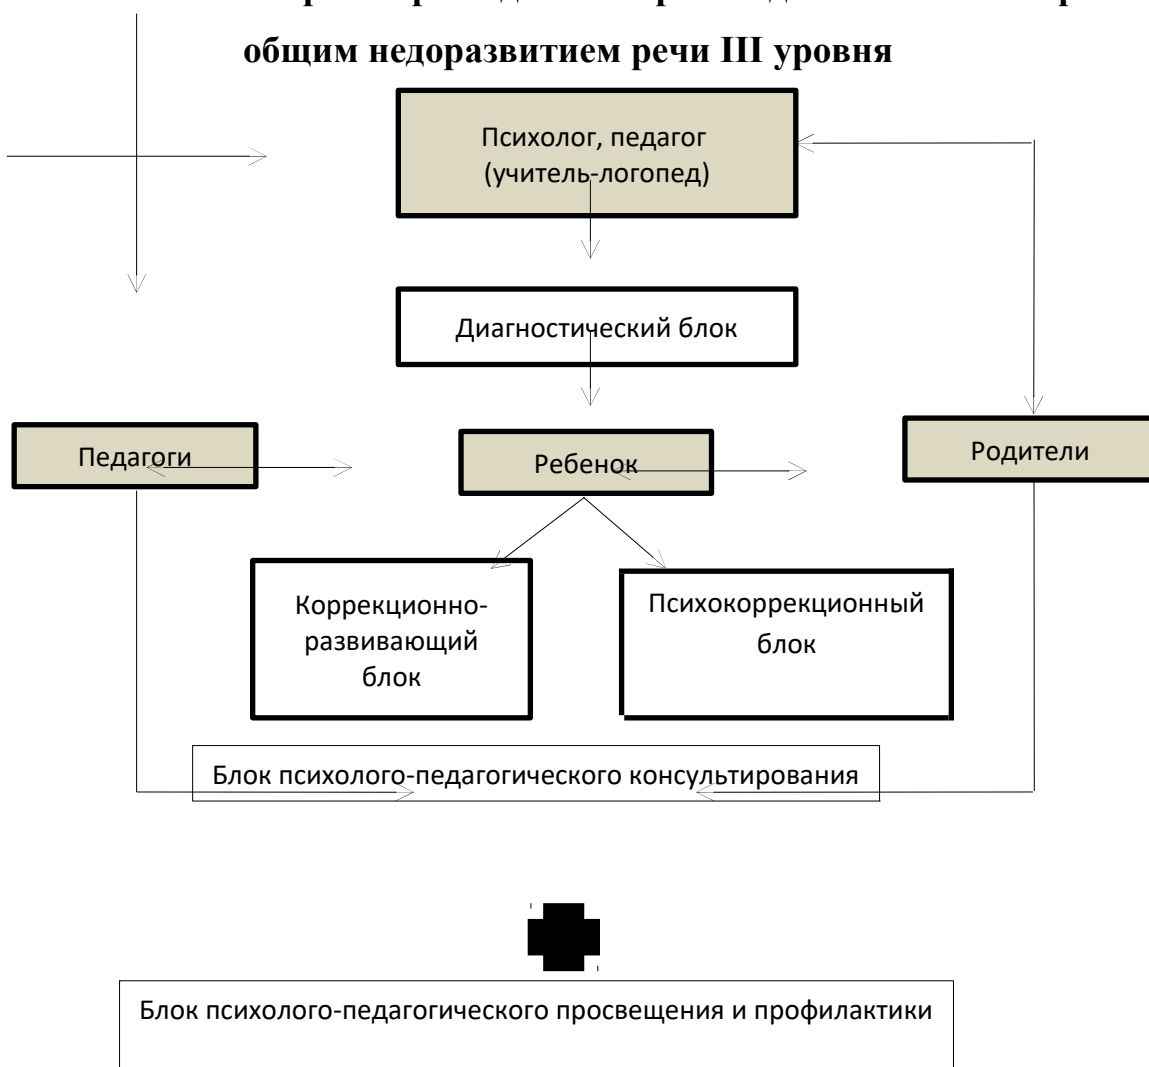 общим недоразвитием речи III уровня
Психолог, педагог
(учитель-логопед)
Диагностический блок
Педагоги
Ребенок
Родители
Коррекционно-
развивающий
блок
Психокоррекционный
блок
Блок психолого-педагогического консультирования
Блок психолого-педагогического просвещения и профилактики